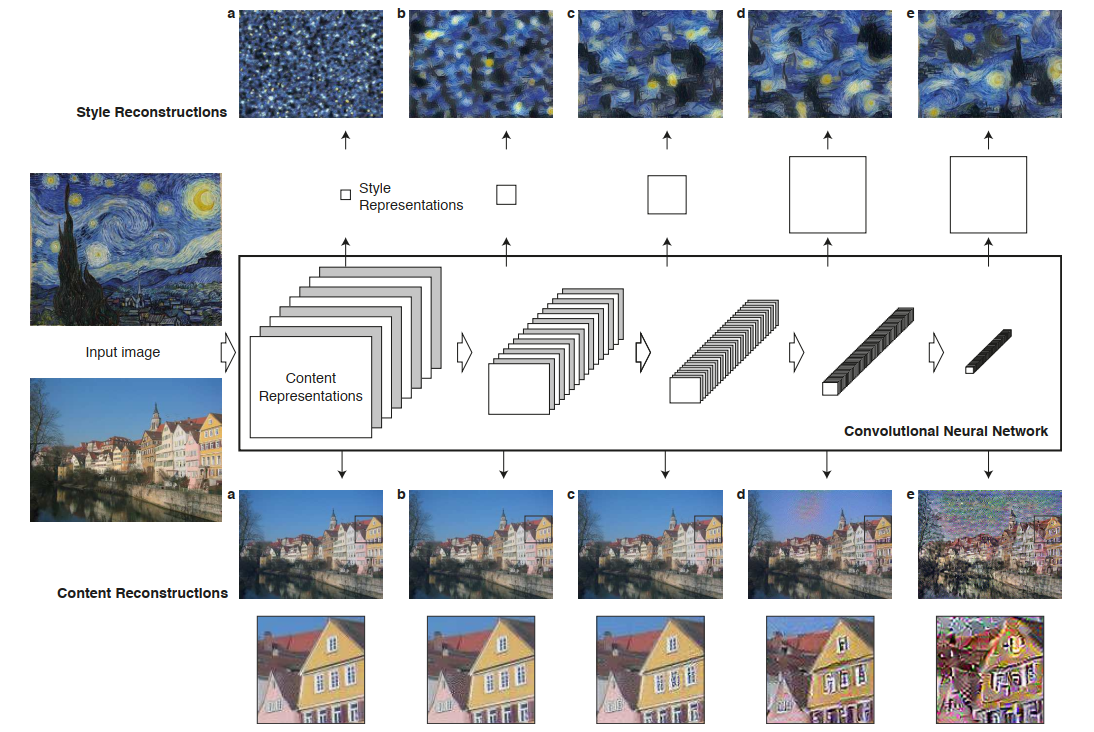 a
b
c
d
e
Style Reconstructions
Style
Representations
Input image
Content
Representations
Convolutional Neural Network
a
b
c
d
e
Content Reconstructions